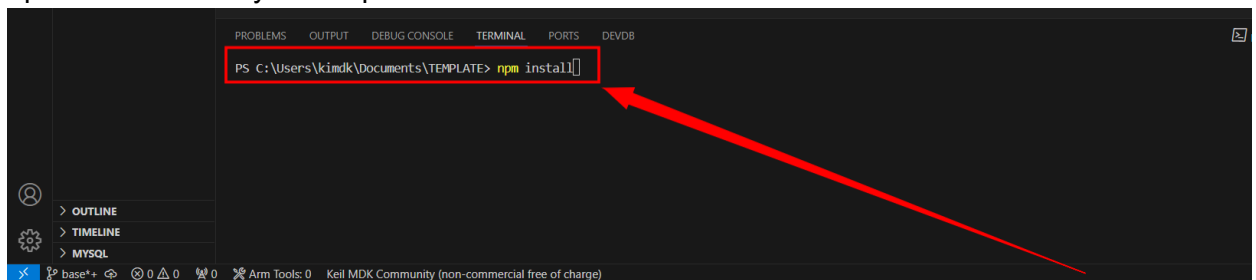 PROBLEMS OUTPUT DEBUG CONSOLE TERMINAL PORTS DEVDB
PS C:\Users\kimdk\Documents\TEMPLATE> npm install
> OUTLINE
> TIMELINE
> MYSQL
base*+ 0 0 0 Arm Tools: 0 Keil MDK Community (non-commercial free of charge)